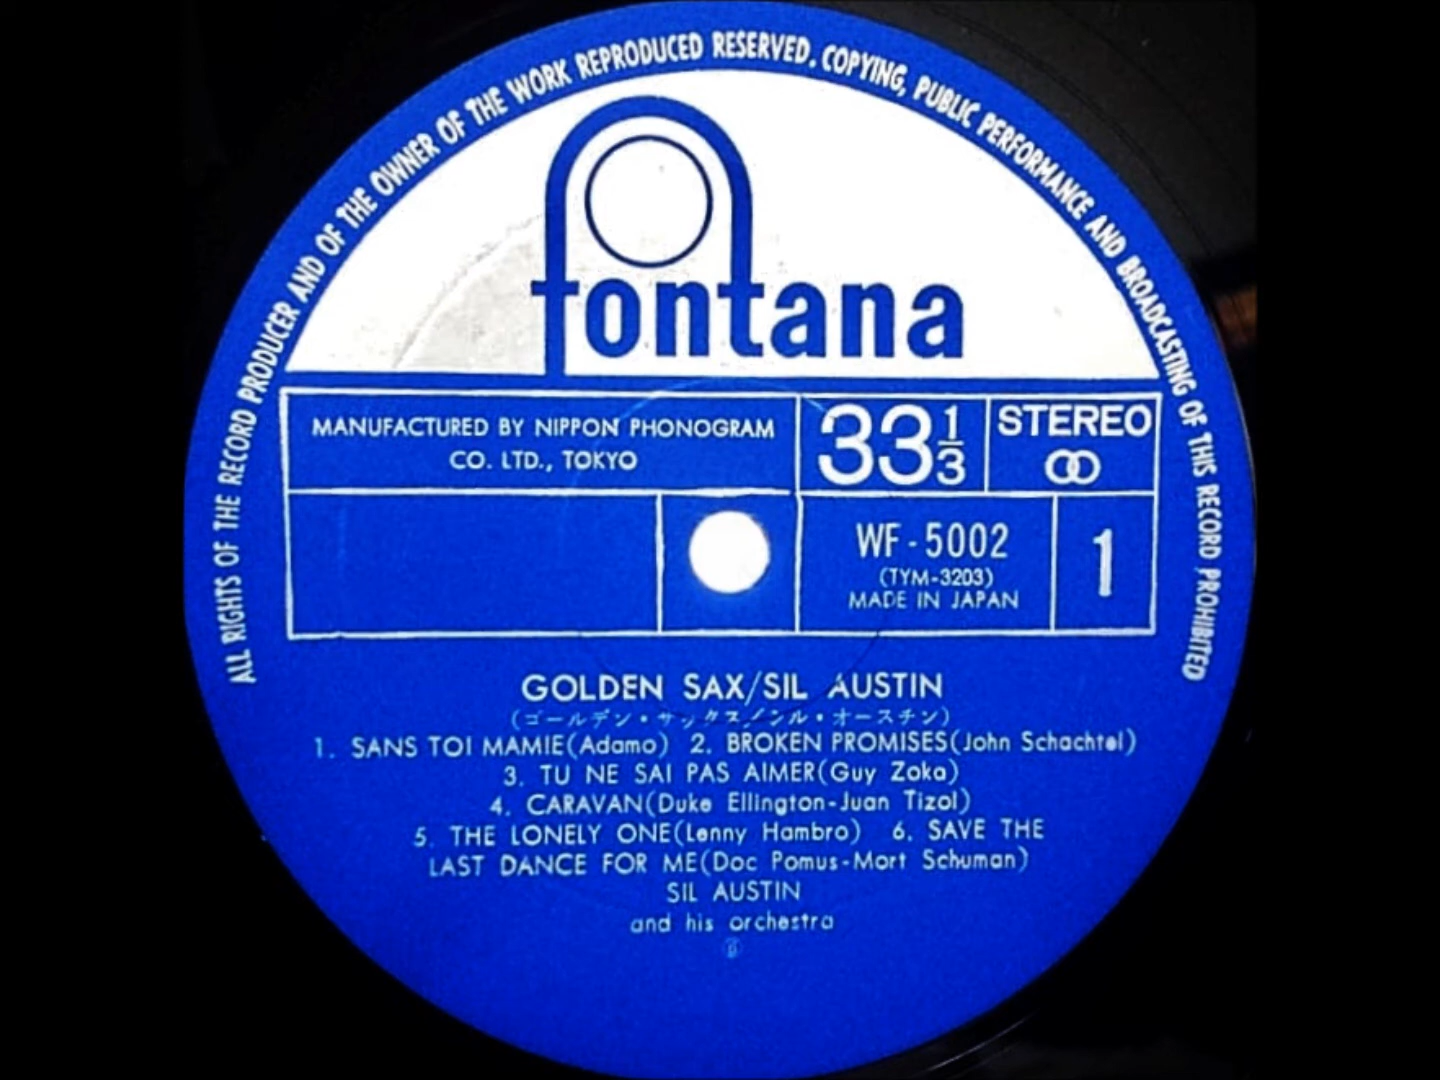 ALL RIGHTS OF THE RECORD PRODUCER AND OF THE OWNER OF THE WORK REPRODUCED RESERVED. COPYING, PUBLIC PERFORMANCE AND BROADCASTING OF THIS RECORD PROHIBITED
fontana
MANUFACTURED BY NIPPON PHONOGRAM
CO. LTD., TOKYO
33 1/3
STEREO
WF-5002
(TYM-3203)
MADE IN JAPAN
1
GOLDEN SAX/SIL AUSTIN
(ゴールデン・サックス/シル・オースチン)
1. SANS TOI MAMIE(Adamo) 2. BROKEN PROMISES(John Schachtel)
3. TU NE SAI PAS AIMER(Guy Zoka)
4. CARAVAN(Duke Ellington-Juan Tizol)
5. THE LONELY ONE(Lenny Hambro) 6. SAVE THE
LAST DANCE FOR ME(Doc Pomus-Mort Schuman)
SIL AUSTIN
and his orchestra